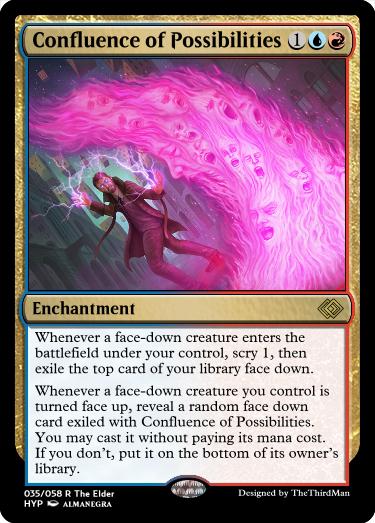 Confluence of Possibilities 1
Enchantment
Whenever a face-down creature enters the
battlefield under your control, scry 1, then
exile the top card of your library face down.
Whenever a face-down creature you control is
turned face up, reveal a random face down
card exiled with Confluence of Possibilities.
You may cast it without paying its mana cost.
If you don't, put it on the bottom of its owner's
library.
035/058 R The Elder
HYP ALMANEGRA
Designed by TheThirdMan